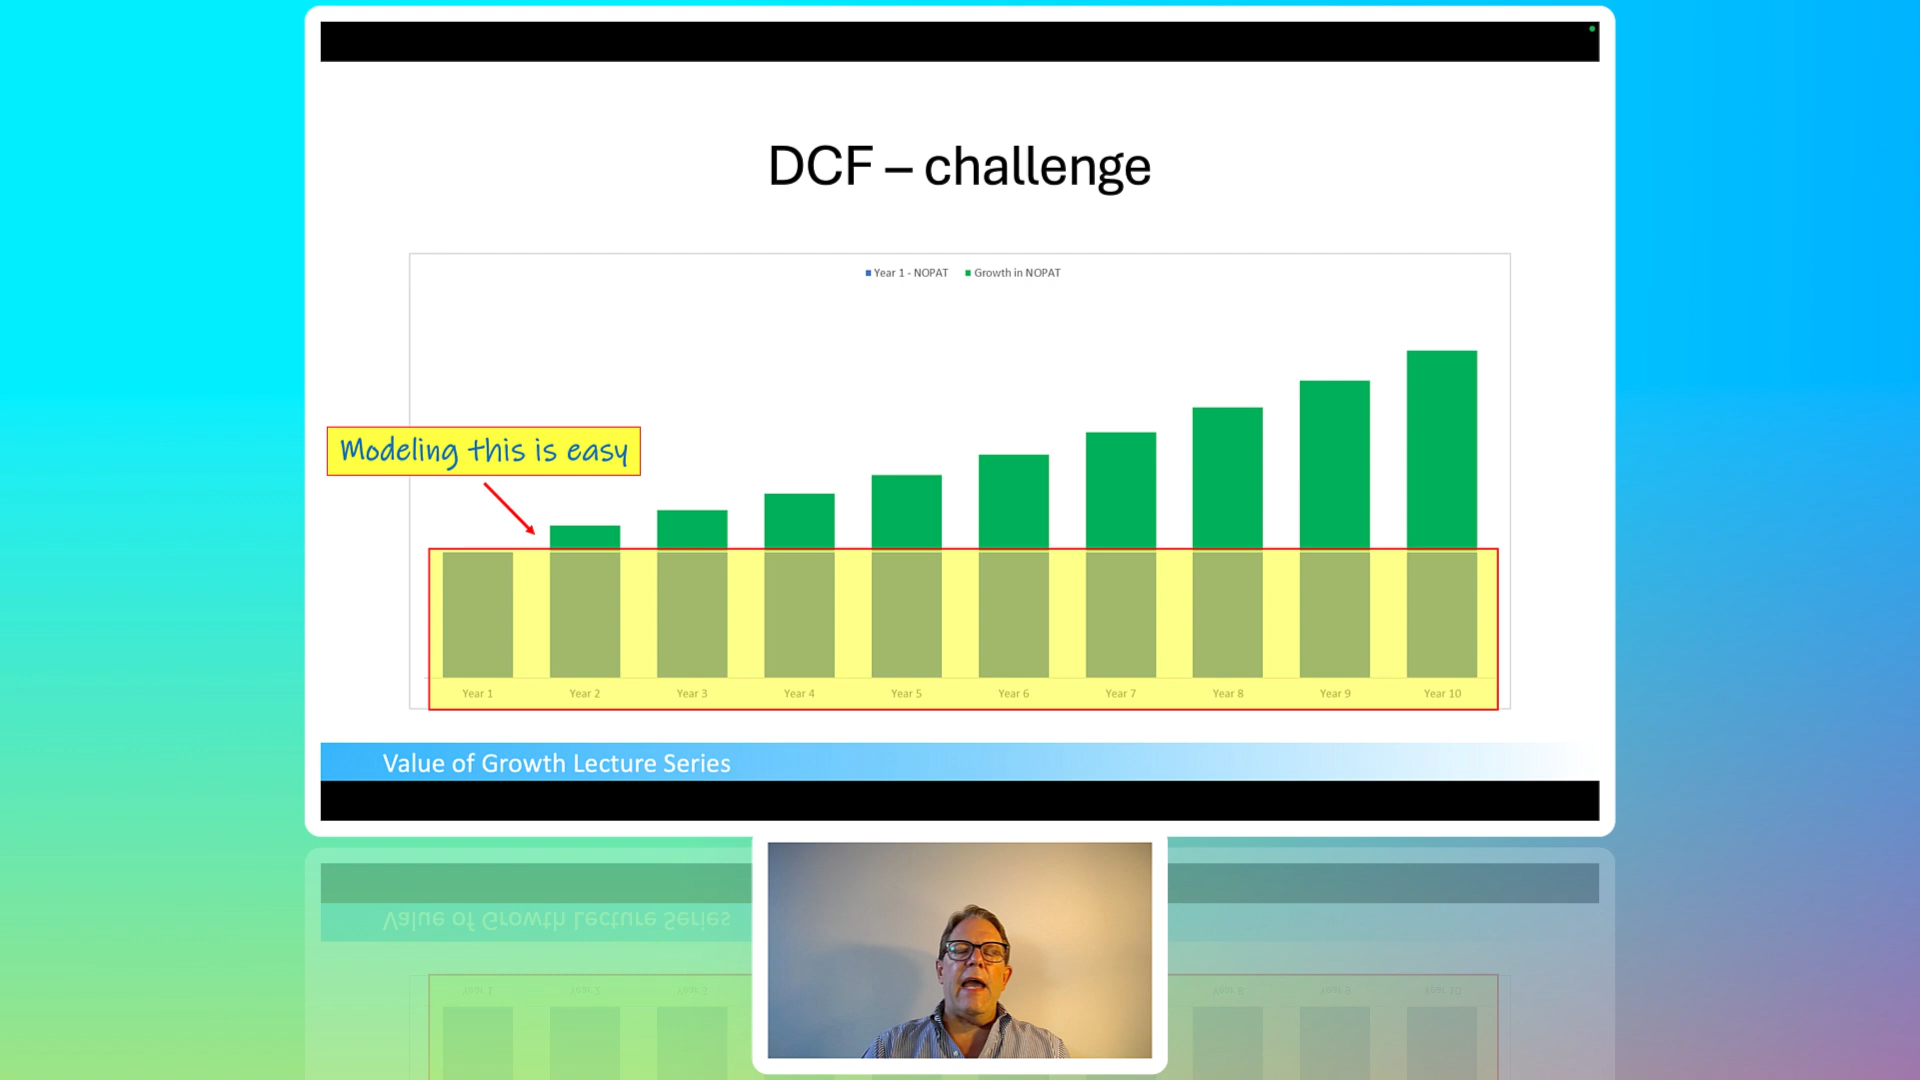 DCF – challenge
Year 1 - NOPAT Growth in NOPAT
Modeling this is easy
Year 1 Year 2 Year 3 Year 4 Year 5 Year 6 Year 7 Year 8 Year 9 Year 10
Value of Growth Lecture Series